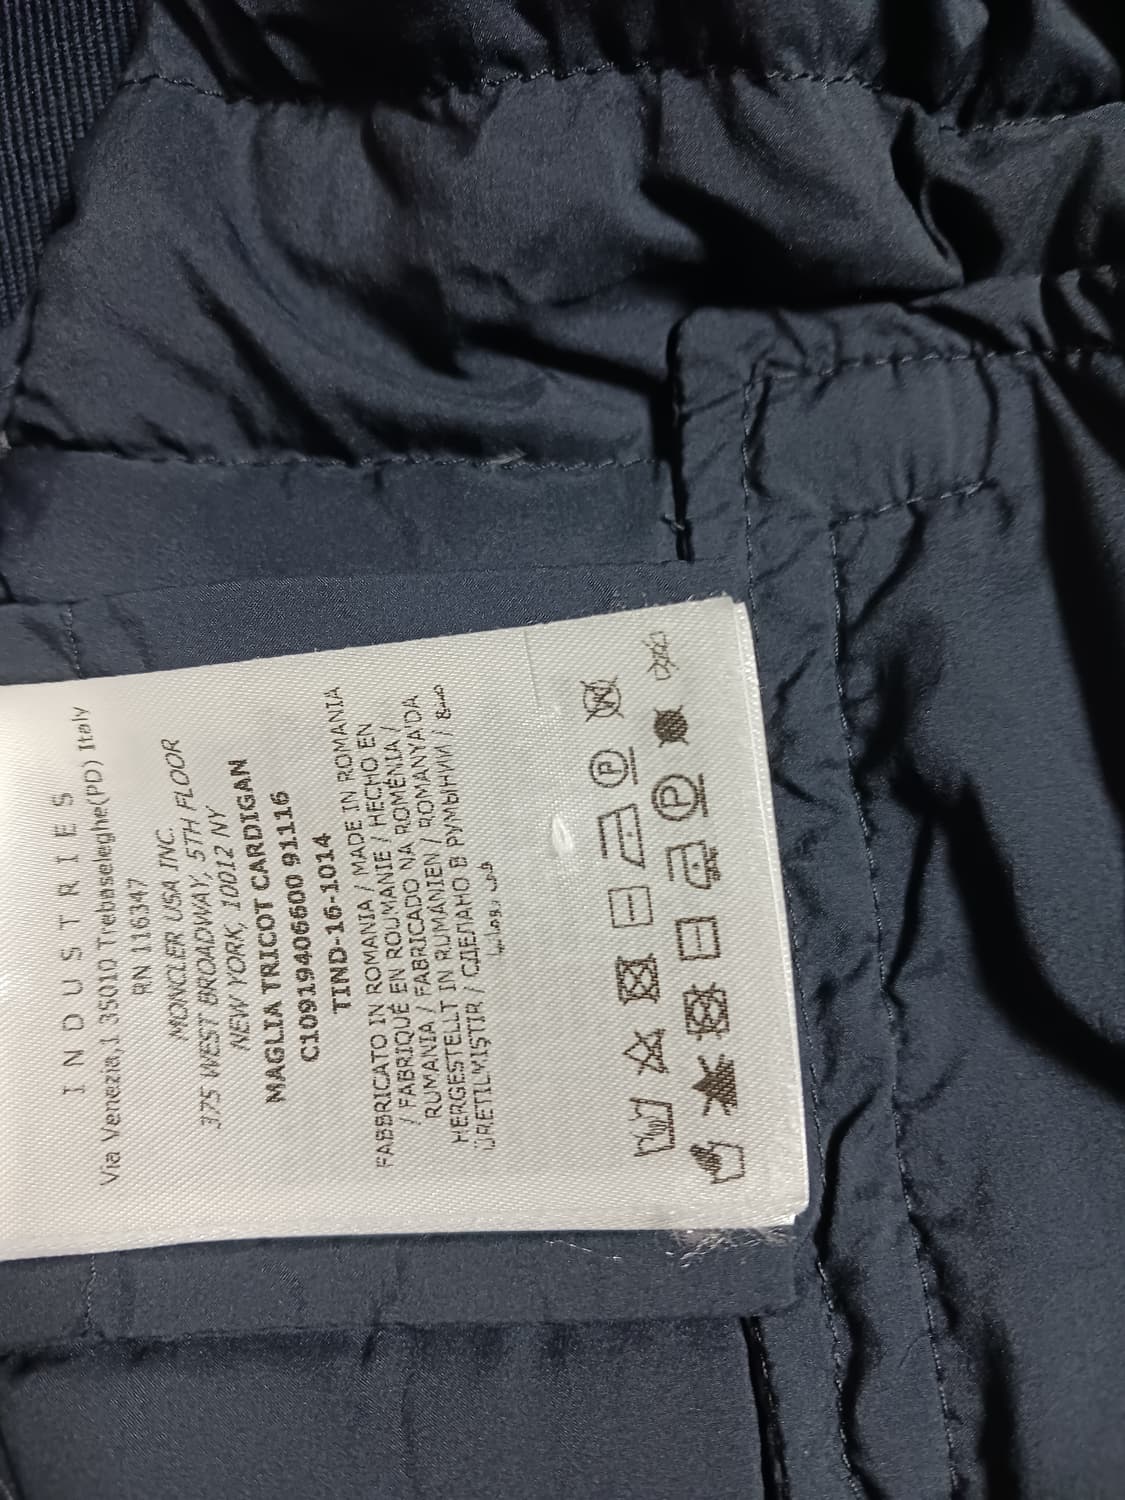 INDUSTRIES
Via Venezia,1 35010 Trebaseleghe(PD) Italy
RN 116347
MONCLER USA INC.
375 WEST BROADWAY, 5TH FLOOR
NEW YORK, 10012 NY
MAGLIA TRICOT CARDIGAN
C10919406600 91116
TIND-16-1014
FABBRICATO IN ROMANIA / MADE IN ROMANIA
/ FABRIQUÉ EN ROUMANIE / HECHO EN
RUMANIA / FABRICADO NA ROMÉNIA /
HERGESTELLT IN RUMÄNIEN / ROMANYA'DA
ÜRETILMIŞTIR / СДЕЛАНО В РУМЫНИИ /
P
P